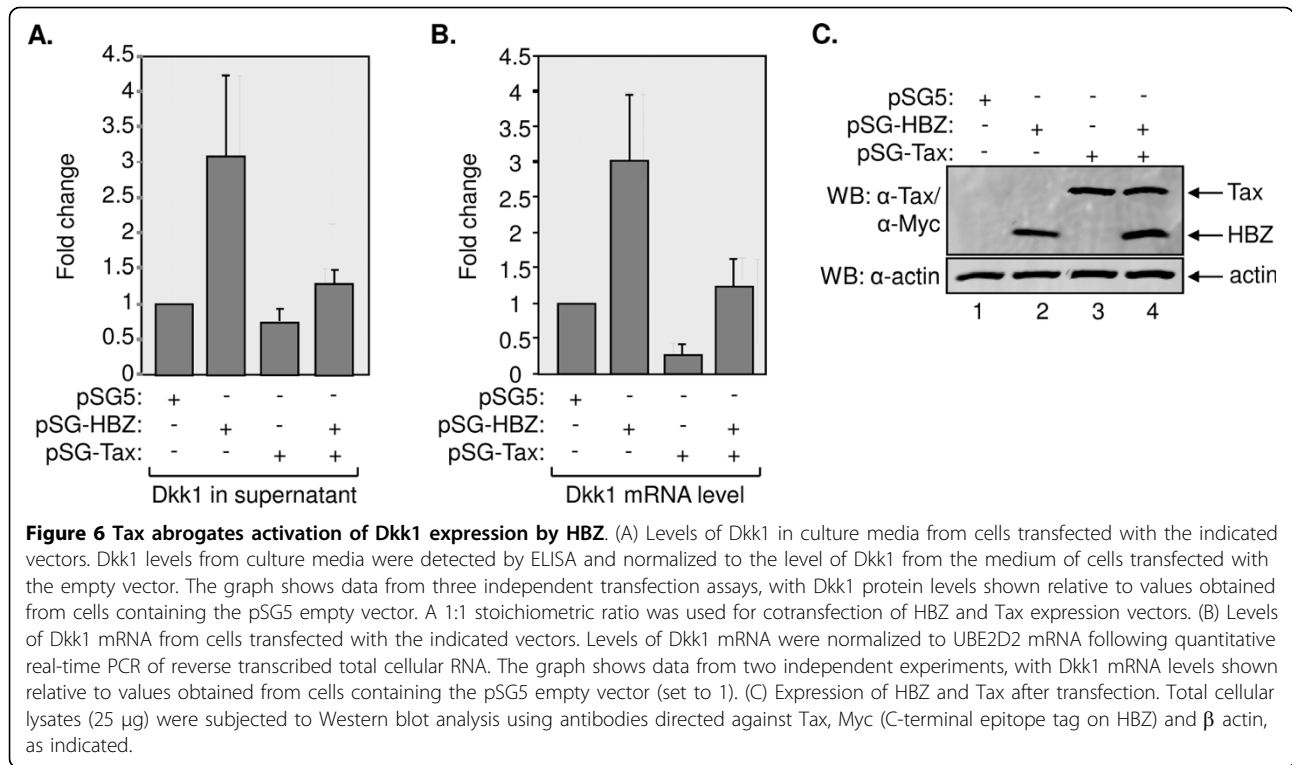 A.
4.5
4
3.5
3
2.5
2
1.5
1
0.5
0
Fold change
pSG5: + - - -
pSG-HBZ: - + - +
pSG-Tax: - - + +
Dkk1 in supernatant
B.
4.5
4
3.5
3
2.5
2
1.5
1
0.5
0
Fold change
pSG5: + - - -
pSG-HBZ: - + - +
pSG-Tax: - - + +
Dkk1 mRNA level
C.
pSG5: + - - -
pSG-HBZ: - + - +
pSG-Tax: - - + +
WB: α-Tax/
α-Myc
Tax
HBZ
WB: α-actin
actin
1 2 3 4
Figure 6 Tax abrogates activation of Dkk1 expression by HBZ. (A) Levels of Dkk1 in culture media from cells transfected with the indicated
vectors. Dkk1 levels from culture media were detected by ELISA and normalized to the level of Dkk1 from the medium of cells transfected with
the empty vector. The graph shows data from three independent transfection assays, with Dkk1 protein levels shown relative to values obtained
from cells containing the pSG5 empty vector. A 1:1 stoichiometric ratio was used for cotransfection of HBZ and Tax expression vectors. (B) Levels
of Dkk1 mRNA from cells transfected with the indicated vectors. Levels of Dkk1 mRNA were normalized to UBE2D2 mRNA following quantitative
real-time PCR of reverse transcribed total cellular RNA. The graph shows data from two independent experiments, with Dkk1 mRNA levels shown
relative to values obtained from cells containing the pSG5 empty vector (set to 1). (C) Expression of HBZ and Tax after transfection. Total cellular
lysates (25 μg) were subjected to Western blot analysis using antibodies directed against Tax, Myc (C-terminal epitope tag on HBZ) and β actin,
as indicated.